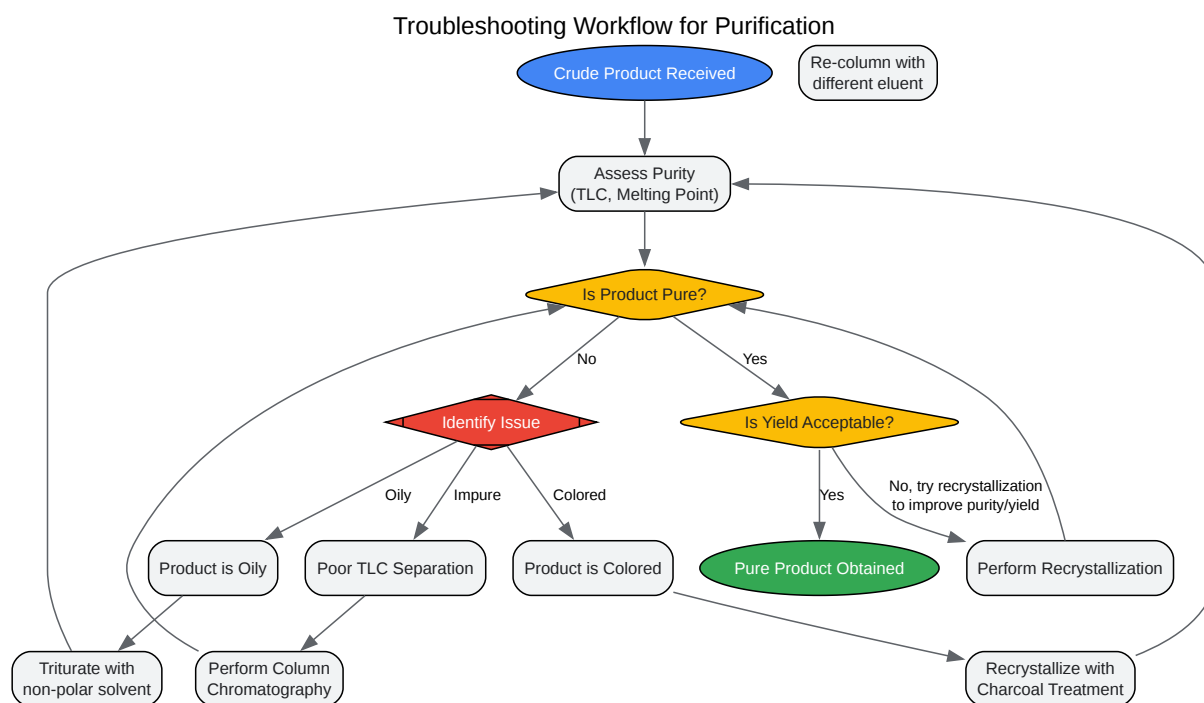 Troubleshooting Workflow for Purification
Crude Product Received
Re-column with
different eluent
Assess Purity
(TLC, Melting Point)
Is Product Pure?
No
Yes
Identify Issue
Is Yield Acceptable?
Oily
Impure
Colored
Yes
No, try recrystallization
to improve purity/yield
Product is Oily
Poor TLC Separation
Product is Colored
Pure Product Obtained
Perform Recrystallization
Triturate with
non-polar solvent
Perform Column
Chromatography
Recrystallize with
Charcoal Treatment